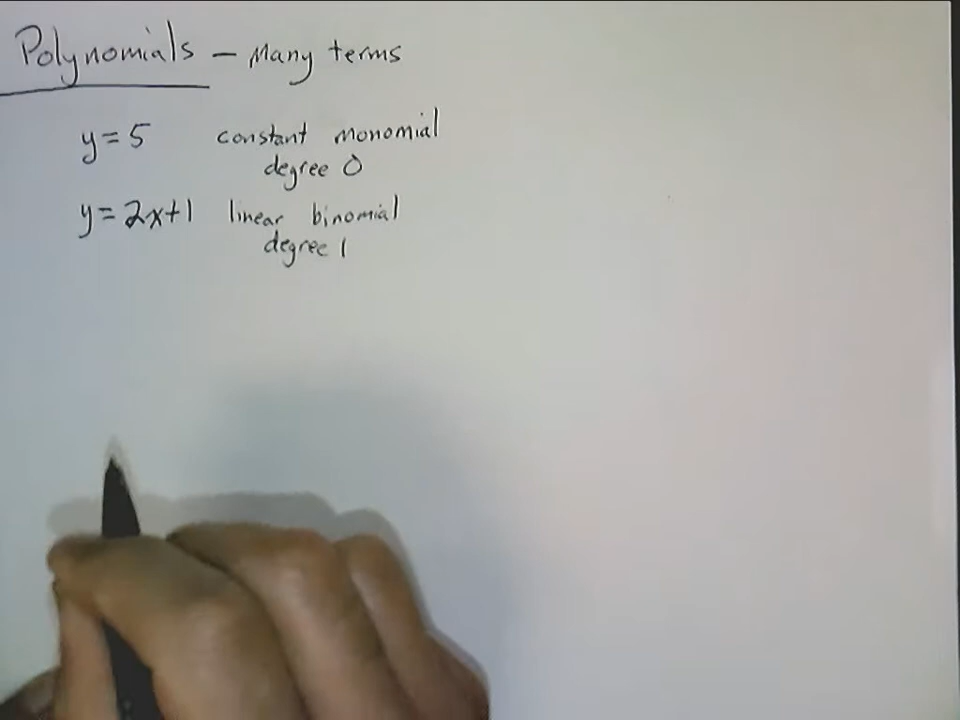 Polynomials - Many terms
y = 5 constant monomial
degree 0
y = 2x+1 linear binomial
degree 1